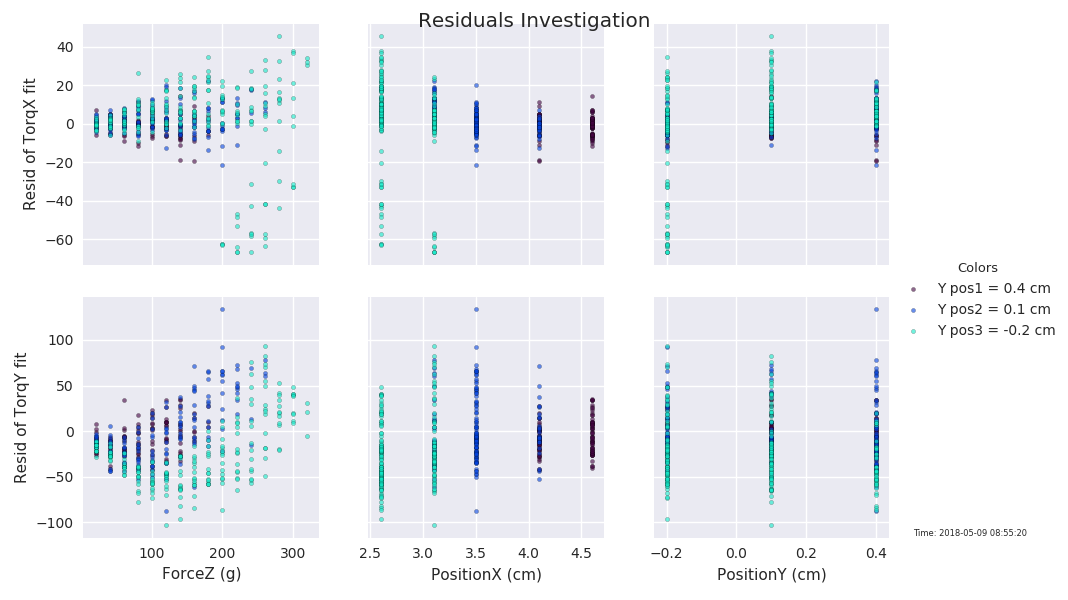 Residuals Investigation
Resid of TorqX fit
40
20
0
−20
−40
−60
Resid of TorqY fit
100
50
0
−50
−100
100 200 300
ForceZ (g)
2.5 3.0 3.5 4.0 4.5
PositionX (cm)
−0.2 0.0 0.2 0.4
PositionY (cm)
Colors
Y pos1 = 0.4 cm
Y pos2 = 0.1 cm
Y pos3 = -0.2 cm
Time: 2018-05-09 08:55:20